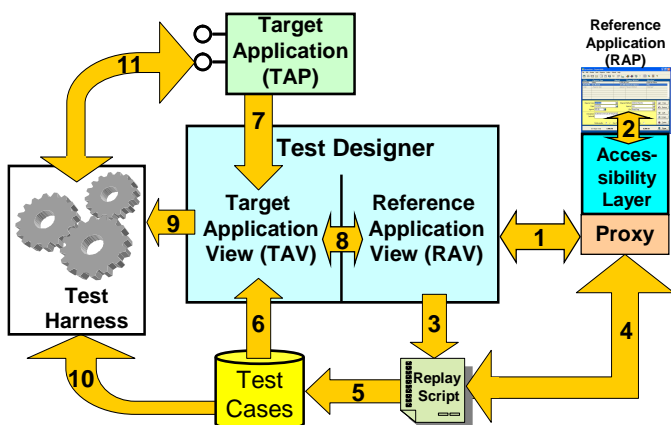 Reference
Application
(RAP)
Target
Application
(TAP)
11
7
2
Test Designer
Acces-
sibility
Layer
Proxy
Target
Application
View (TAV)
Reference
Application
View (RAV)
9
8
1
Test
Harness
6
3
4
10
5
Test
Cases
Replay
Script